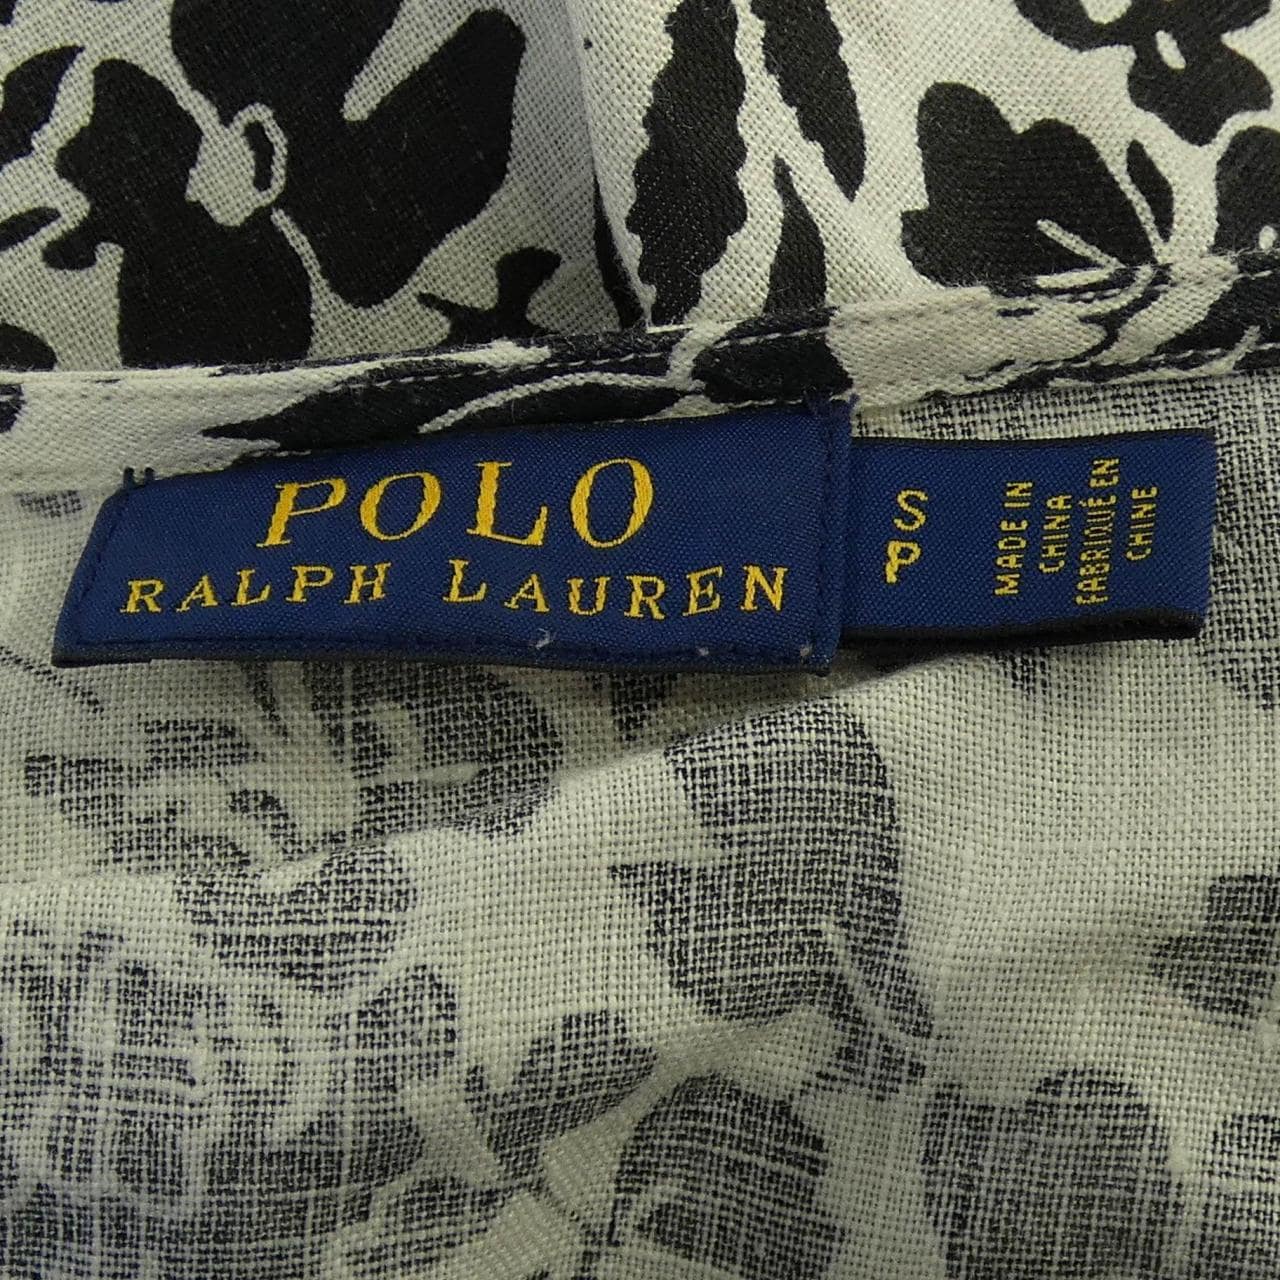 POLO
RALPH LAUREN
S
P
MADE IN
CHINA
FABRIQUÉ EN
CHINE